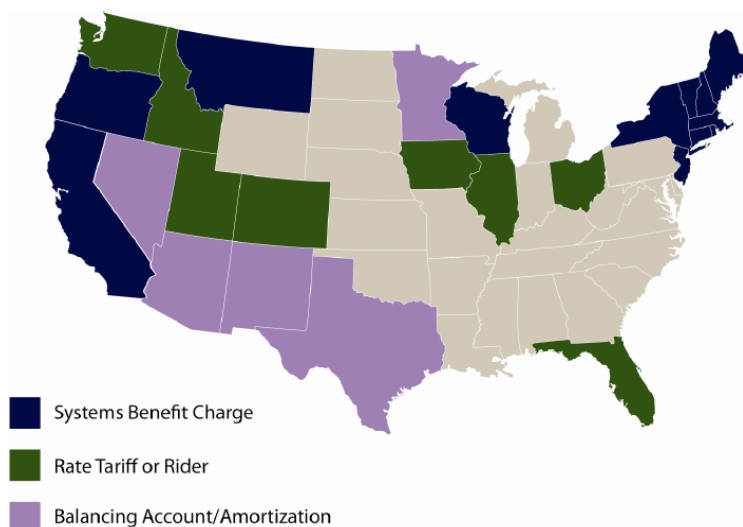 Systems Benefit Charge
Rate Tariff or Rider
Balancing Account/Amortization